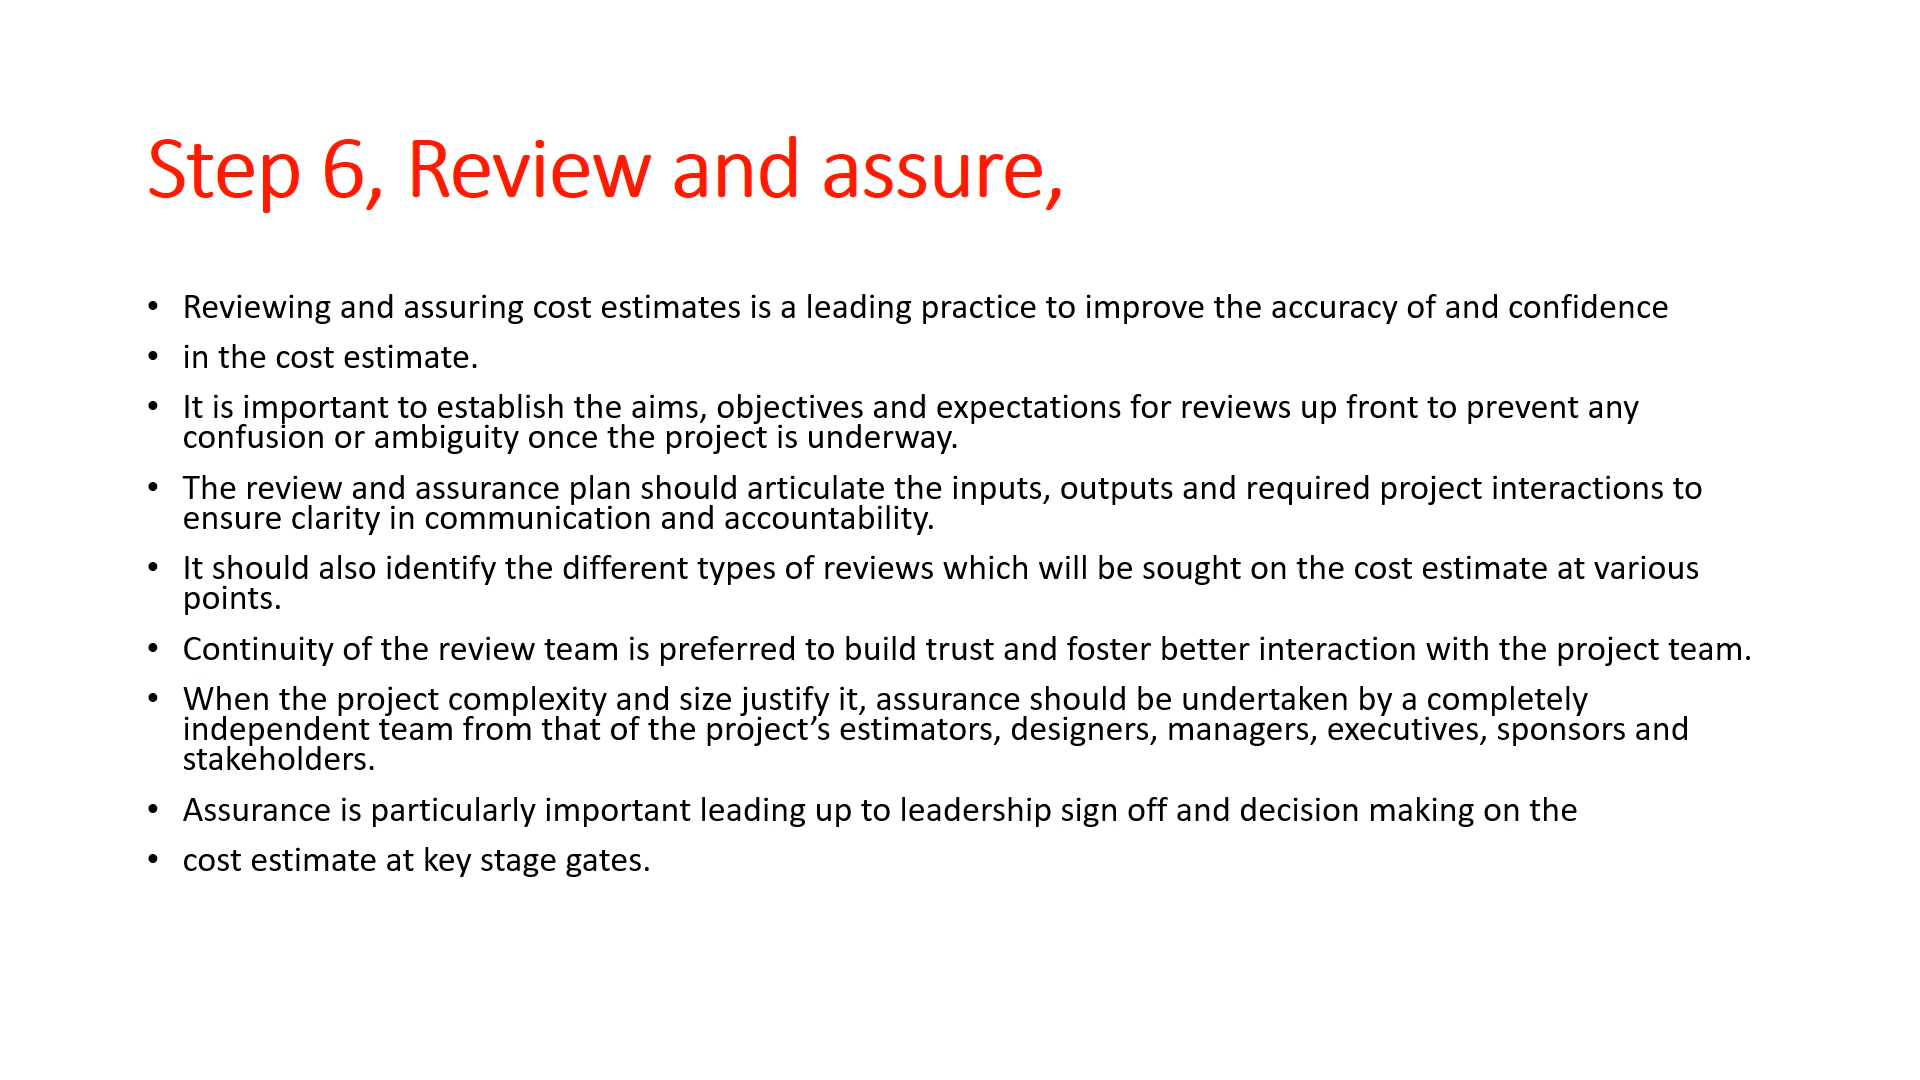 Step 6, Review and assure,
• Reviewing and assuring cost estimates is a leading practice to improve the accuracy of and confidence
• in the cost estimate.
• It is important to establish the aims, objectives and expectations for reviews up front to prevent any
confusion or ambiguity once the project is underway.
• The review and assurance plan should articulate the inputs, outputs and required project interactions to
ensure clarity in communication and accountability.
• It should also identify the different types of reviews which will be sought on the cost estimate at various
points.
• Continuity of the review team is preferred to build trust and foster better interaction with the project team.
• When the project complexity and size justify it, assurance should be undertaken by a completely
independent team from that of the project’s estimators, designers, managers, executives, sponsors and
stakeholders.
• Assurance is particularly important leading up to leadership sign off and decision making on the
• cost estimate at key stage gates.